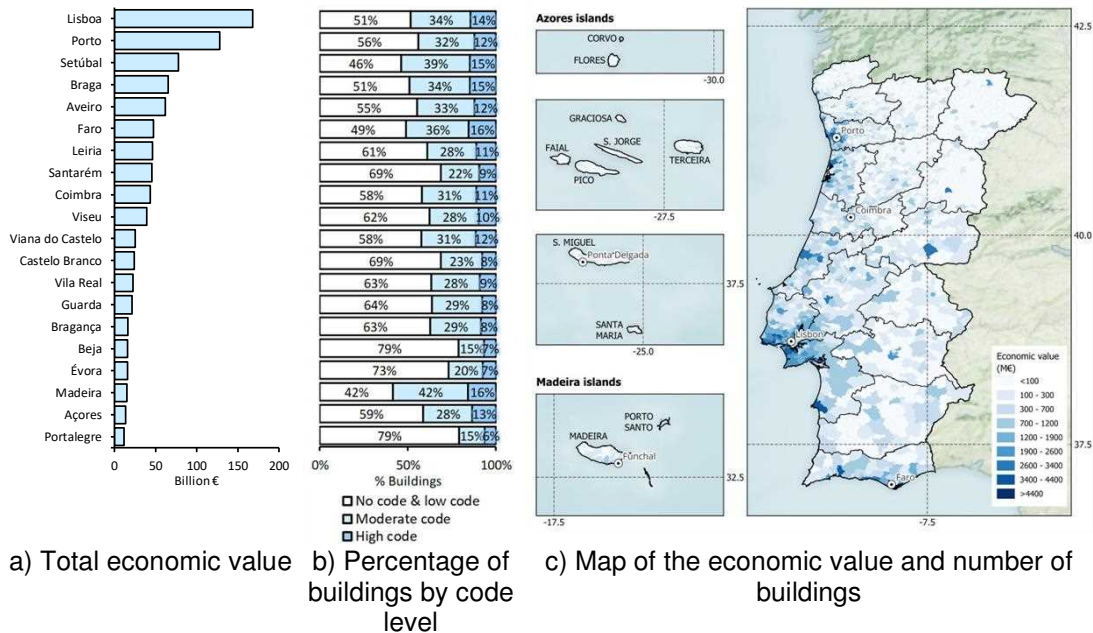 Lisboa
Porto
Setúbal
Braga
Aveiro
Faro
Leiria
Santarém
Coimbra
Viseu
Viana do Castelo
Castelo Branco
Vila Real
Guarda
Bragança
Beja
Évora
Madeira
Açores
Portalegre
0 50 100 150 200
Billion €
51% 34% 14%
56% 32% 12%
46% 39% 15%
51% 34% 15%
55% 33% 12%
49% 36% 16%
61% 28% 11%
69% 22% 9%
58% 31% 11%
62% 28% 10%
58% 31% 12%
69% 23% 8%
63% 28% 9%
64% 29% 8%
63% 29% 8%
79% 15% 7%
73% 20% 7%
42% 42% 16%
59% 28% 13%
79% 15% 6%
0% 50% 100%
% Buildings
No code & low code
Moderate code
High code
Azores islands
CORVO
FLORES
-30.0
GRACIOSA
FAIAL
S. JORGE
TERCEIRA
PICO
-27.5
S. MIGUEL
Ponta Delgada
37.5
SANTA
MARIA
-25.0
Madeira islands
PORTO
SANTO
MADEIRA
Funchal
32.5
-17.5
42.5
Porto
Coimbra
40.0
Lisbon
Economic value
(M€)
<100
100 - 300
300 - 700
700 - 1200
1200 - 1900
1900 - 2600
2600 - 3400
3400 - 4400
>4400
37.5
Faro
-7.5
a) Total economic value
b) Percentage of
buildings by code
level
c) Map of the economic value and number of
buildings